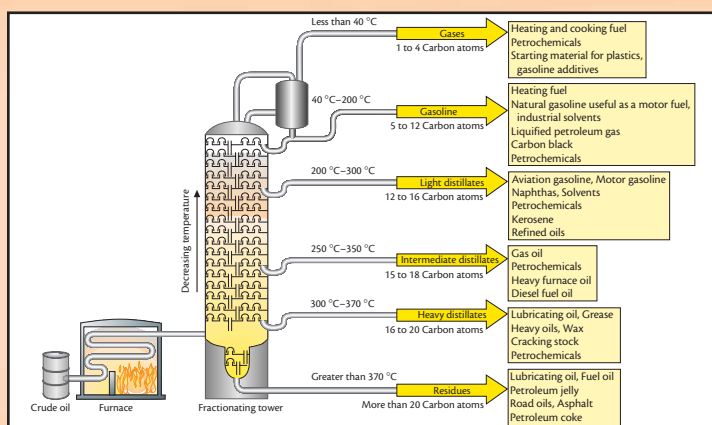 Less than 40 °C
Gases
1 to 4 Carbon atoms
Heating and cooking fuel
Petrochemicals
Starting material for plastics,
gasoline additives
40 °C–200 °C
Gasoline
5 to 12 Carbon atoms
Heating fuel
Natural gasoline useful as a motor fuel,
industrial solvents
Liquified petroleum gas
Carbon black
Petrochemicals
200 °C–300 °C
Light distillates
12 to 16 Carbon atoms
Aviation gasoline, Motor gasoline
Naphthas, Solvents
Petrochemicals
Kerosene
Refined oils
Decreasing temperature
250 °C–350 °C
Intermediate distillates
15 to 18 Carbon atoms
Gas oil
Petrochemicals
Heavy furnace oil
Diesel fuel oil
300 °C–370 °C
Heavy distillates
16 to 20 Carbon atoms
Lubricating oil, Grease
Heavy oils, Wax
Cracking stock
Petrochemicals
Greater than 370 °C
Residues
More than 20 Carbon atoms
Lubricating oil, Fuel oil
Petroleum jelly
Road oils, Asphalt
Petroleum coke
Crude oil
Furnace
Fractionating tower